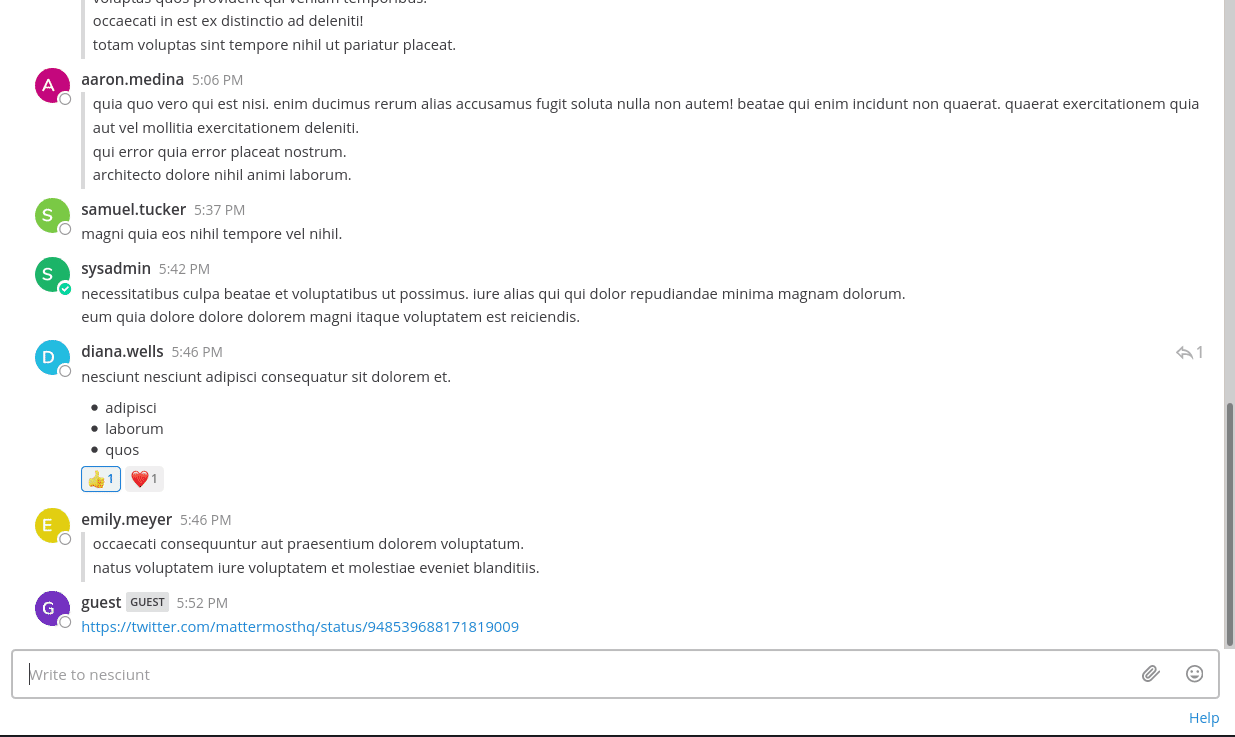 voluptas quos provident qui veniam temporibus.
occaecati in est ex distinctio ad deleniti!
totam voluptas sint tempore nihil ut pariatur placeat.
A
aaron.medina 5:06 PM
quia quo vero qui est nisi. enim ducimus rerum alias accusamus fugit soluta nulla non autem! beatae qui enim incidunt non quaerat. quaerat exercitationem quia
aut vel mollitia exercitationem deleniti.
qui error quia error placeat nostrum.
architecto dolore nihil animi laborum.
S
samuel.tucker 5:37 PM
magni quia eos nihil tempore vel nihil.
S
sysadmin 5:42 PM
necessitatibus culpa beatae et voluptatibus ut possimus. iure alias qui qui dolor repudiandae minima magnam dolorum.
eum quia dolore dolore dolorem magni itaque voluptatem est reiciendis.
D
diana.wells 5:46 PM 1
nesciunt nesciunt adipisci consequatur sit dolorem et.
adipisci
laborum
quos
1 1
E
emily.meyer 5:46 PM
occaecati consequuntur aut praesentium dolorem voluptatum.
natus voluptatem iure voluptatem et molestiae eveniet blanditiis.
G
guest GUEST 5:52 PM
https://twitter.com/mattermosthq/status/948539688171819009
Write to nesciunt
Help